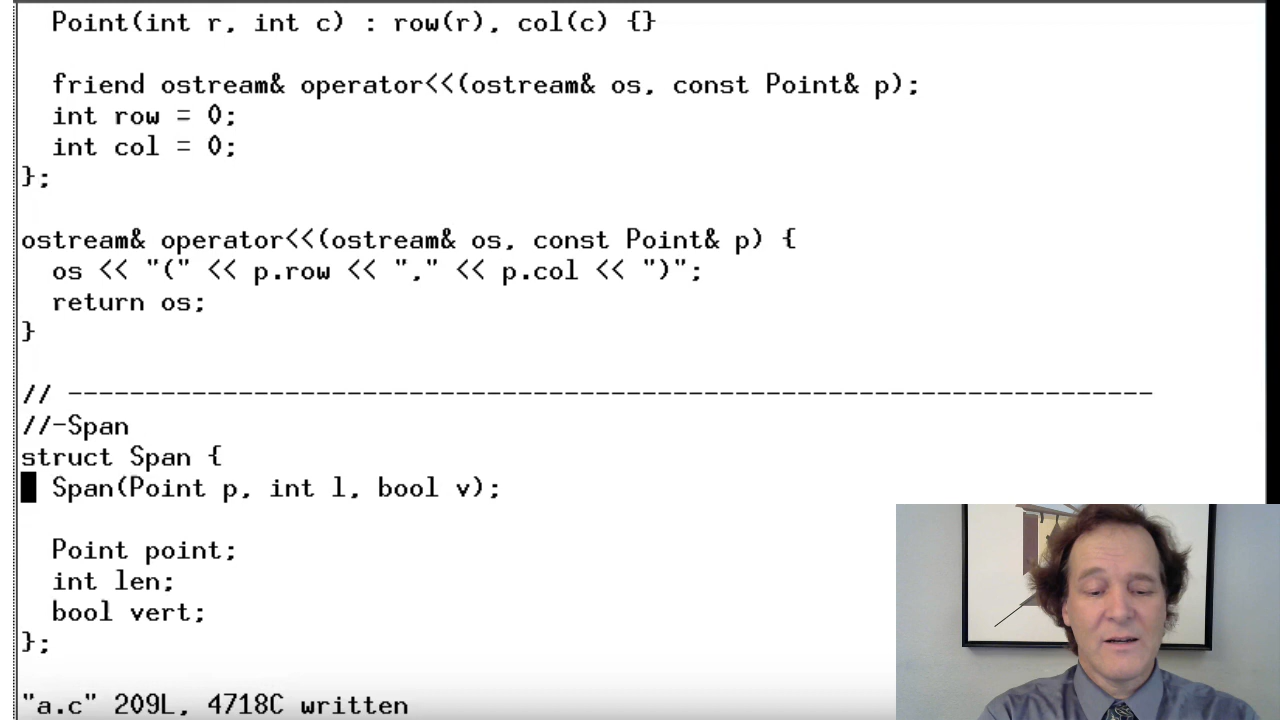 Point(int r, int c) : row(r), col(c) {}
friend ostream& operator<<(ostream& os, const Point& p);
int row = 0;
int col = 0;
};
ostream& operator<<(ostream& os, const Point& p) {
os << "(" << p.row << "," << p.col << ")";
return os;
}
// ----------------------------------------------------------------------
//-Span
struct Span {
Span(Point p, int l, bool v);
Point point;
int len;
bool vert;
};
"a.c" 209L, 4718C written